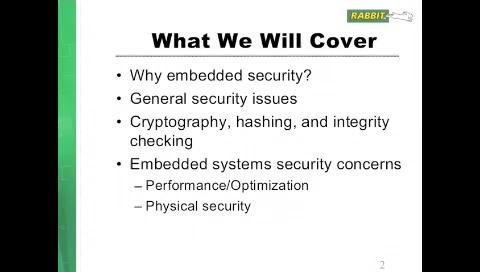 RABBIT
What We Will Cover
• Why embedded security?
• General security issues
• Cryptography, hashing, and integrity
checking
• Embedded systems security concerns
– Performance/Optimization
– Physical security
2